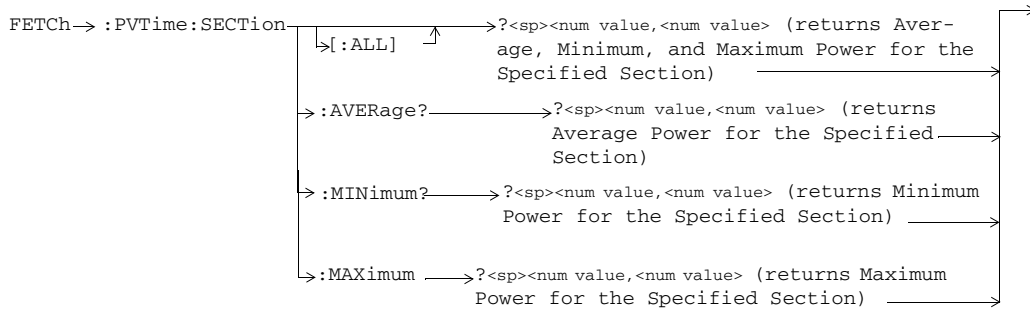 FETCh :PVTime:SECTion [:ALL] ?<sp><num value,<num value> (returns Aver-
age, Minimum, and Maximum Power for the
Specified Section)
:AVERage? ?<sp><num value,<num value> (returns
Average Power for the Specified
Section)
:MINimum? ?<sp><num value,<num value> (returns Minimum
Power for the Specified Section)
:MAXimum ?<sp><num value,<num value> (returns Maximum
Power for the Specified Section)